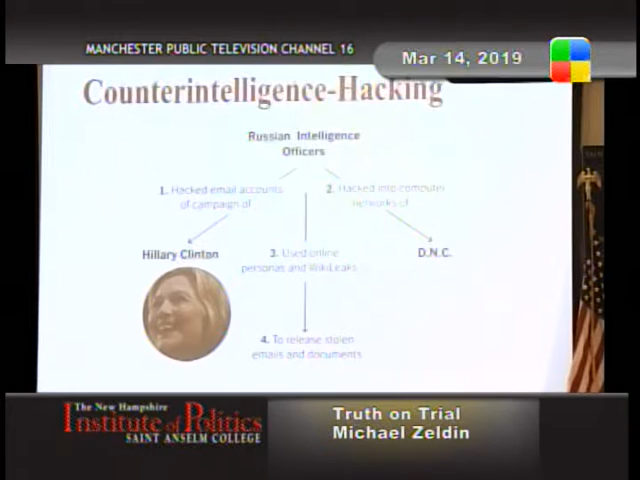 MANCHESTER PUBLIC TELEVISION CHANNEL 16
Mar 14, 2019
Counterintelligence-Hacking
Russian Intelligence
Officers
1. Hacked email accounts
of campaign of
2. Hacked into computer
networks of
Hillary Clinton
3. Used online
personas and WikiLeaks
D.N.C.
4. To release stolen
emails and documents
The New Hampshire
Institute of Politics
SAINT ANSELM COLLEGE
Truth on Trial
Michael Zeldin